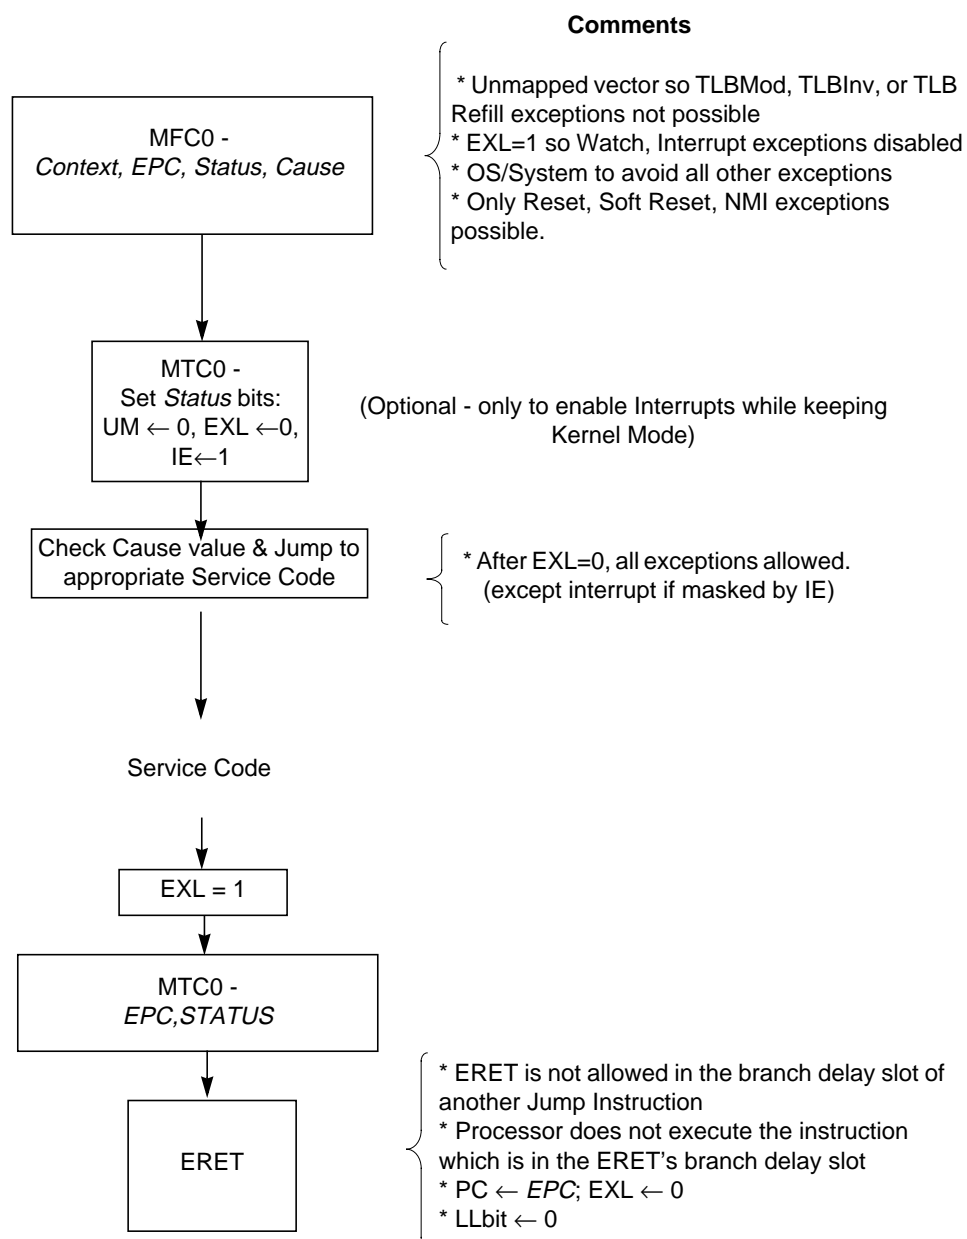 Comments
MFC0 -
Context, EPC, Status, Cause
* Unmapped vector so TLBMod, TLBInv, or TLB
Refill exceptions not possible
* EXL=1 so Watch, Interrupt exceptions disabled
* OS/System to avoid all other exceptions
* Only Reset, Soft Reset, NMI exceptions
possible.
MTC0 -
Set Status bits:
UM ← 0, EXL ←0,
IE←1
(Optional - only to enable Interrupts while keeping
Kernel Mode)
Check Cause value & Jump to
appropriate Service Code
* After EXL=0, all exceptions allowed.
(except interrupt if masked by IE)
Service Code
EXL = 1
MTC0 -
EPC,STATUS
ERET
* ERET is not allowed in the branch delay slot of
another Jump Instruction
* Processor does not execute the instruction
which is in the ERET's branch delay slot
* PC ← EPC; EXL ← 0
* LLbit ← 0